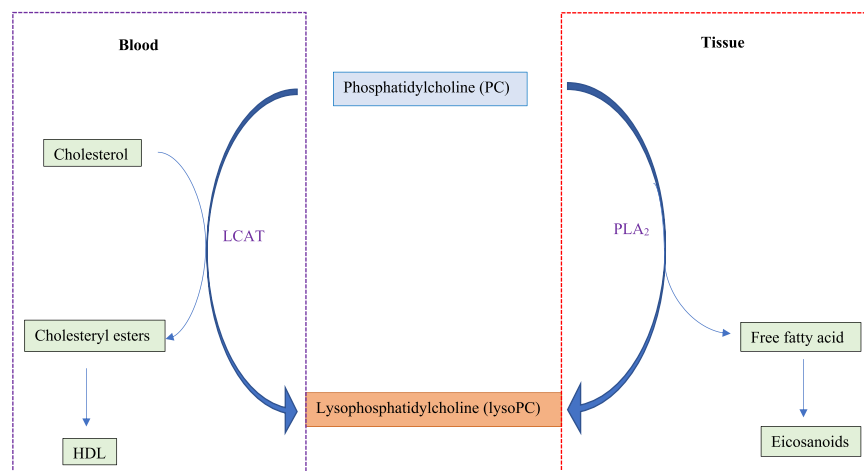 Blood
Tissue
Phosphatidylcholine (PC)
Cholesterol
LCAT
PLA₂
Cholesteryl esters
Free fatty acid
Lysophosphatidylcholine (lysoPC)
HDL
Eicosanoids